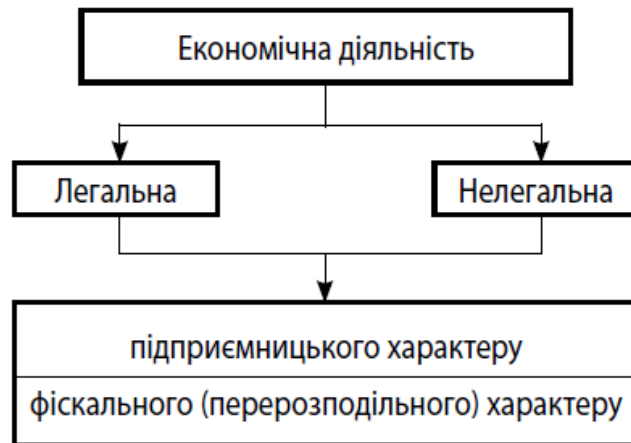 Економічна діяльність
Легальна
Нелегальна
підприємницького характеру
фіскального (перерозподільного) характеру